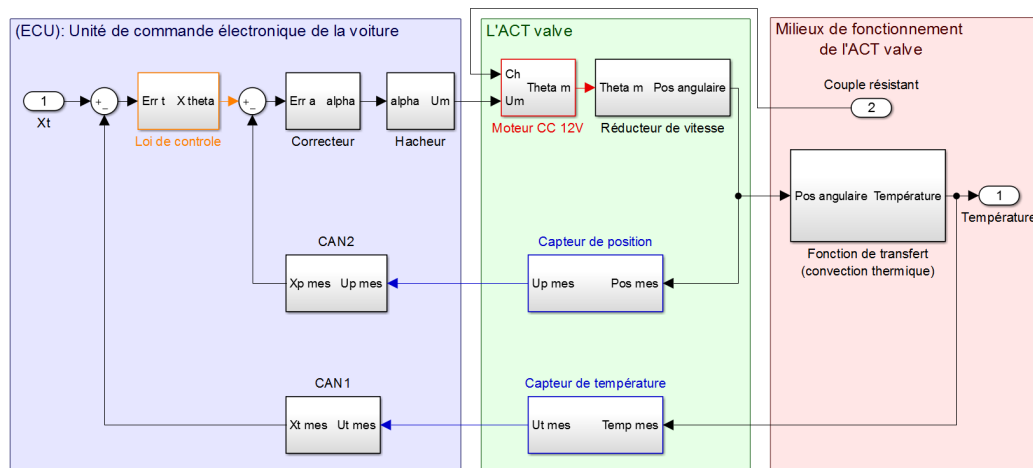 (ECU): Unité de commande électronique de la voiture
L'ACT valve
Milieux de fonctionnement
de l'ACT valve
Couple résistant
2
1
Xt
+
−
Err t X theta
Loi de controle
+
−
Err a alpha
Correcteur
alpha Um
Hacheur
Ch
Um
Theta m
Moteur CC 12V
Theta m Pos angulaire
Réducteur de vitesse
Pos angulaire Température
Fonction de transfert
(convection thermique)
1
Température
CAN2
Xp mes Up mes
Capteur de position
Up mes Pos mes
CAN1
Xt mes Ut mes
Capteur de température
Ut mes Temp mes